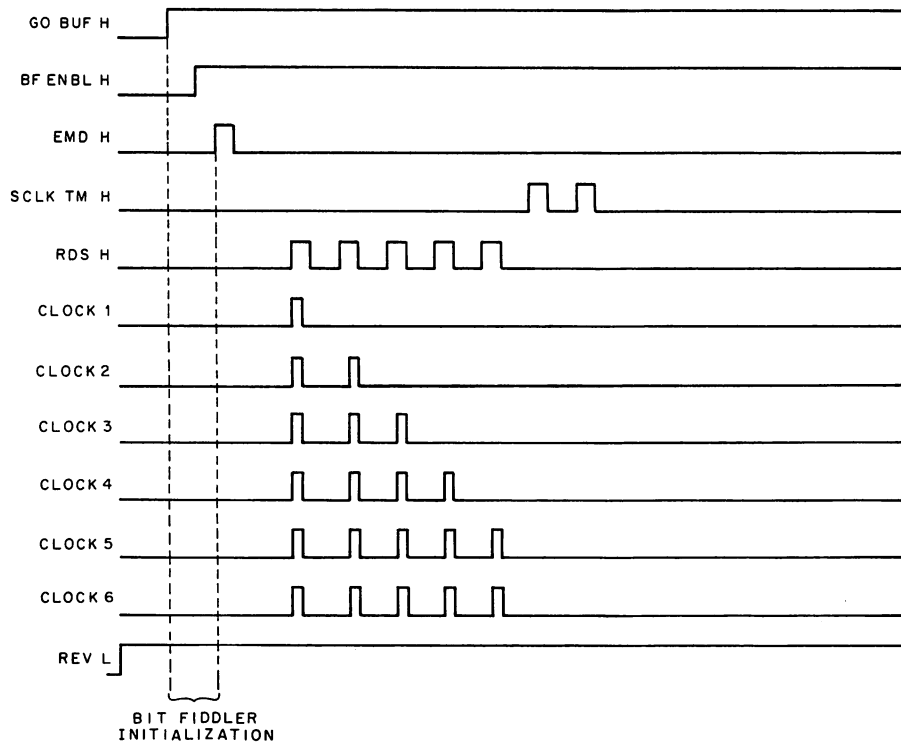 GO BUF H
BF ENBL H
EMD H
SCLK TM H
RDS H
CLOCK 1
CLOCK 2
CLOCK 3
CLOCK 4
CLOCK 5
CLOCK 6
REV L
BIT FIDDLER
INITIALIZATION